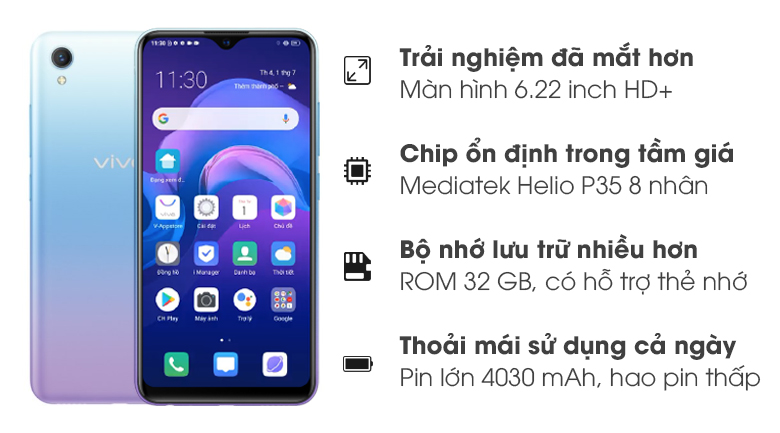 vivo
11:30
11:30
Th 4, 1 thg 7
Thêm thành phố
Đang xem đ...
V-Appstore
Cài đặt
Lịch
Chủ đề
Đồng hồ
i Manager
Danh bạ
Thời tiết
CH Play
Máy ảnh
Trợ lý
Google
Trải nghiệm đã mắt hơn
Màn hình 6.22 inch HD+
Chip ổn định trong tầm giá
Mediatek Helio P35 8 nhân
Bộ nhớ lưu trữ nhiều hơn
ROM 32 GB, có hỗ trợ thẻ nhớ
Thoải mái sử dụng cả ngày
Pin lớn 4030 mAh, hao pin thấp